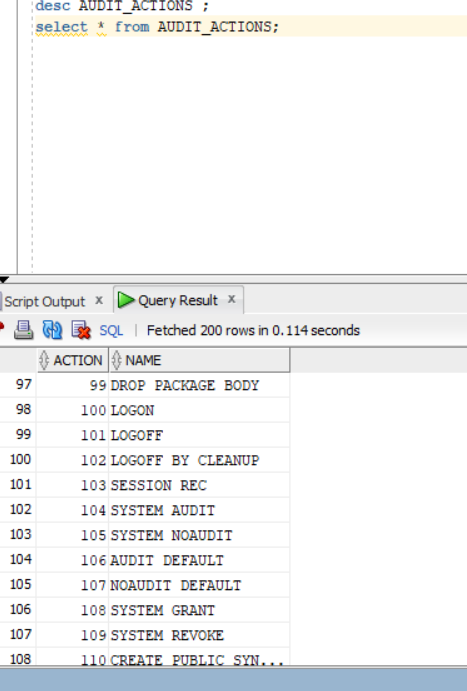 desc AUDIT_ACTIONS ;
select * from AUDIT_ACTIONS;
Script Output x Query Result x
SQL | Fetched 200 rows in 0.114 seconds
ACTION NAME
97 99 DROP PACKAGE BODY
98 100 LOGON
99 101 LOGOFF
100 102 LOGOFF BY CLEANUP
101 103 SESSION REC
102 104 SYSTEM AUDIT
103 105 SYSTEM NOAUDIT
104 106 AUDIT DEFAULT
105 107 NOAUDIT DEFAULT
106 108 SYSTEM GRANT
107 109 SYSTEM REVOKE
108 110 CREATE PUBLIC SYN...